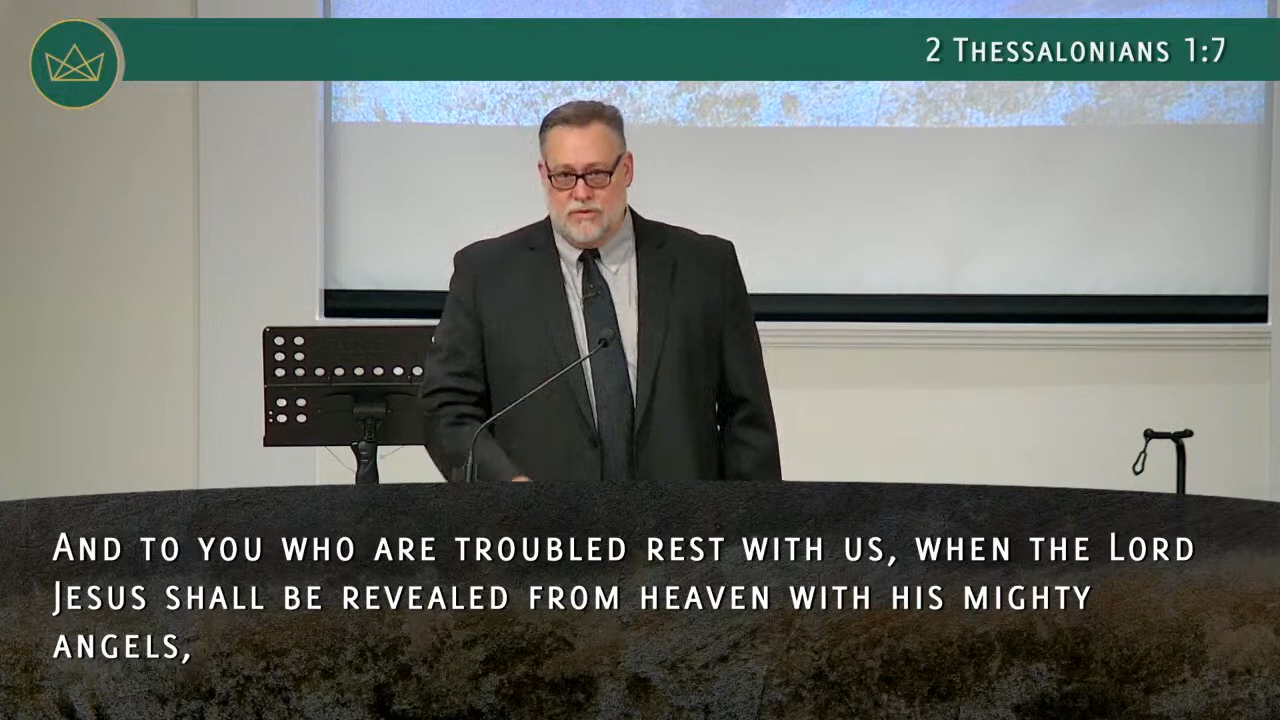 2 Thessalonians 1:7
And to you who are troubled rest with us, when the Lord
Jesus shall be revealed from heaven with his mighty
angels,